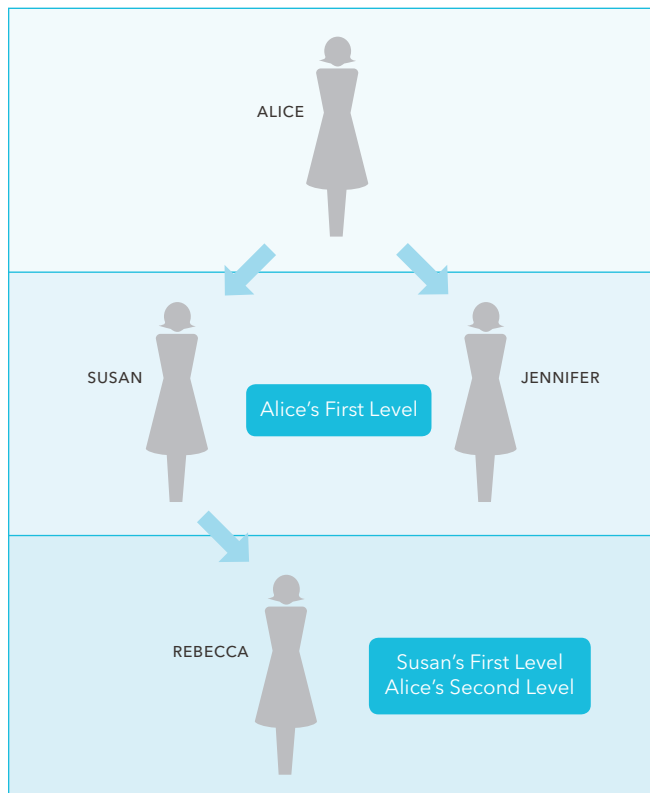 ALICE
SUSAN
Alice’s First Level
JENNIFER
REBECCA
Susan’s First Level
Alice’s Second Level